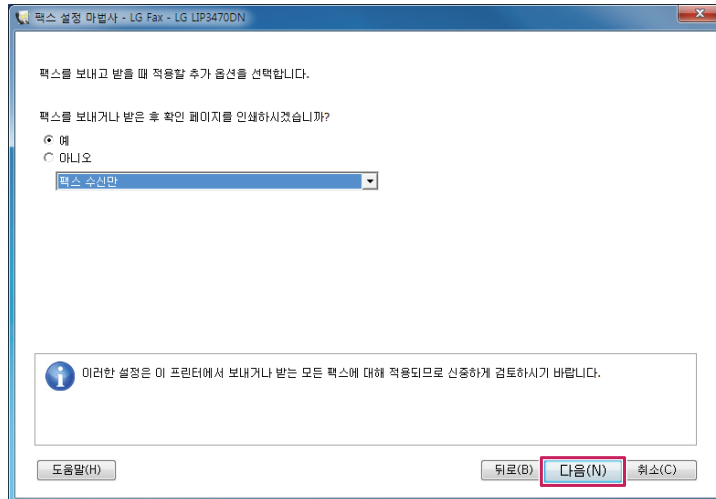 팩스 설정 마법사 - LG Fax - LG LIP3470DN
팩스를 보내고 받을 때 적용할 추가 옵션을 선택합니다.
팩스를 보내거나 받은 후 확인 페이지를 인쇄하시겠습니까?
예
아니오
팩스 수신만
이러한 설정은 이 프린터에서 보내거나 받는 모든 팩스에 대해 적용되므로 신중하게 검토하시기 바랍니다.
도움말(H) 뒤로(B) 다음(N) 취소(C)